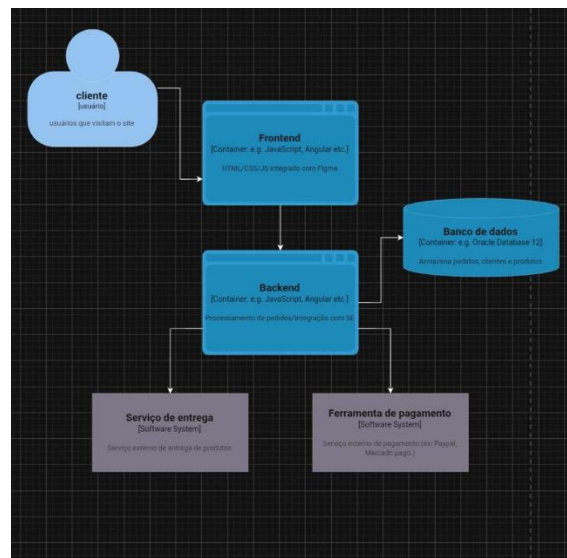 cliente
[usuário]
usuários que visitam o site
Frontend
[Container: e.g. JavaScript, Angular etc.]
HTML/CSS/JS integrado com Figma
Banco de dados
[Container: e.g. Oracle Database 12]
Armazena pedidos, clientes e produtos
Backend
[Container: e.g. JavaScript, Angular etc.]
Processamento de pedidos/Integração com SE
Serviço de entrega
[Software System]
Serviço externo de entrega de produtos
Ferramenta de pagamento
[Software System]
Serviço externo de pagamento (ex: Paypal,
Mercado pago.)